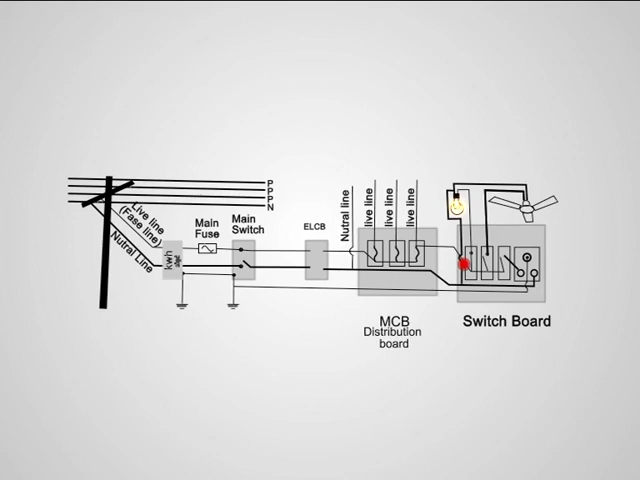 P
P
P
N
Live line
(Fase line)
Nutral Line
kwh
Main
Fuse
Main
Switch
ELCB
Nutral line
live line
live line
live line
MCB
Distribution
board
Switch Board